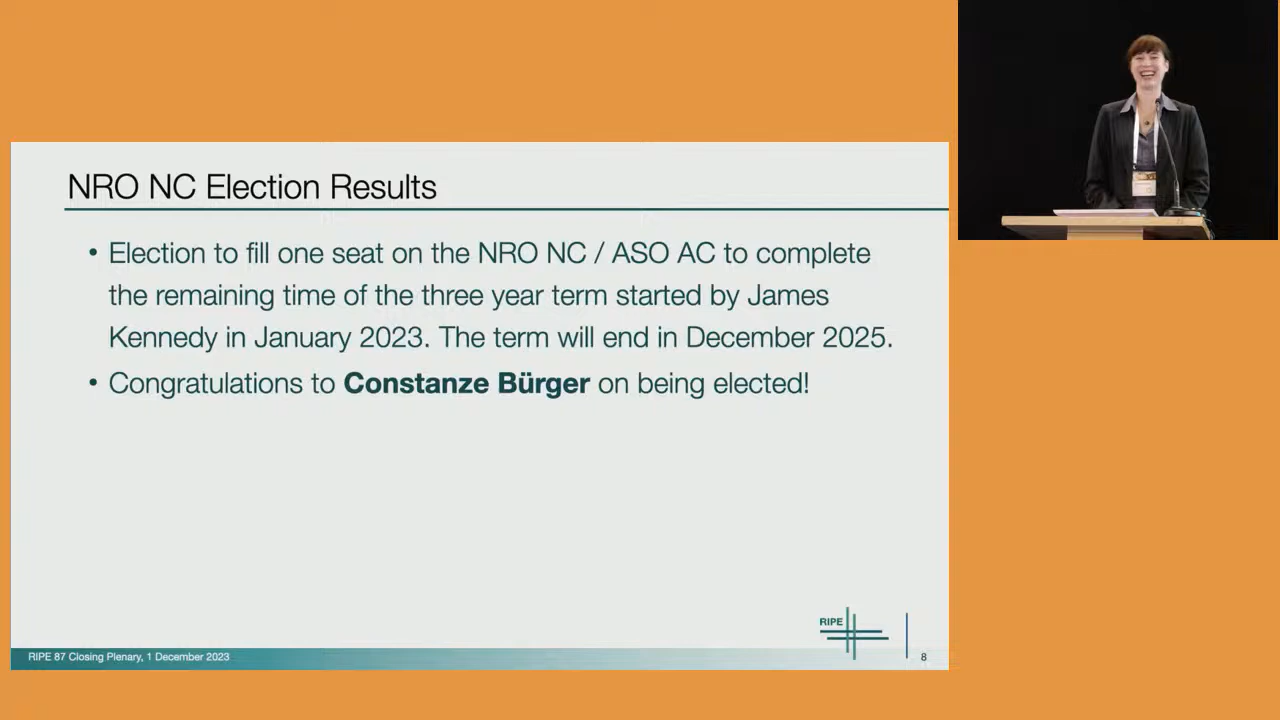 NRO NC Election Results
• Election to fill one seat on the NRO NC / ASO AC to complete
the remaining time of the three year term started by James
Kennedy in January 2023. The term will end in December 2025.
• Congratulations to Constanze Bürger on being elected!
RIPE
RIPE 87 Closing Plenary, 1 December 2023
8